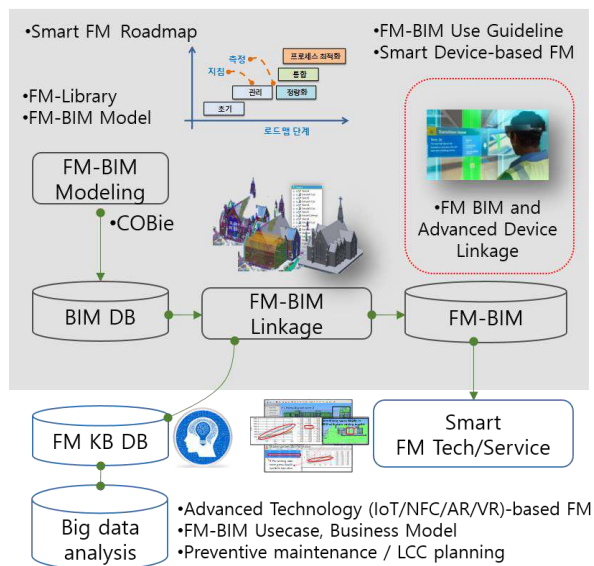 •Smart FM Roadmap
•FM-Library
•FM-BIM Model
프로세스 최적화
측정
통합
지침
관리
정량화
초기
로드맵 단계
•FM-BIM Use Guideline
•Smart Device-based FM
FM-BIM
Modeling
•COBie
•FM BIM and
Advanced Device
Linkage
BIM DB
FM-BIM
Linkage
FM-BIM
FM KB DB
Smart
FM Tech/Service
Big data
analysis
•Advanced Technology (IoT/NFC/AR/VR)-based FM
•FM-BIM Usecase, Business Model
•Preventive maintenance / LCC planning